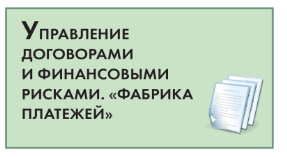 УПРАВЛЕНИЕ
ДОГОВОРАМИ
И ФИНАНСОВЫМИ
РИСКАМИ. «ФАБРИКА
ПЛАТЕЖЕЙ»